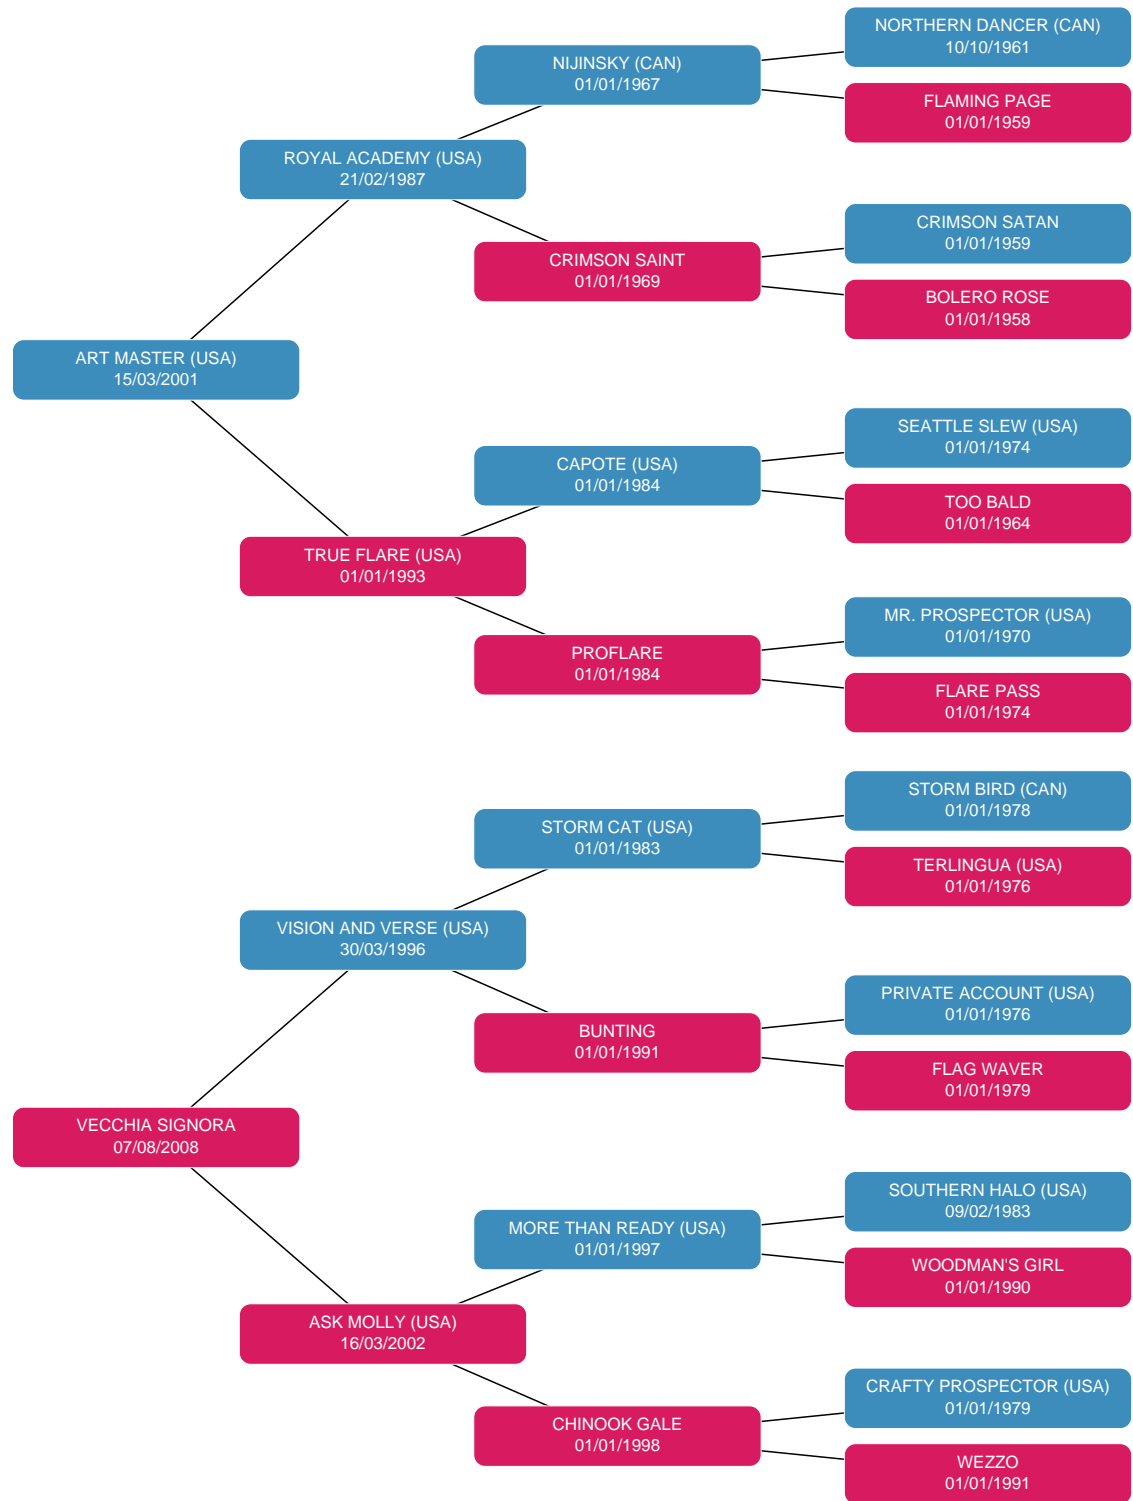 NORTHERN DANCER (CAN)
10/10/1961
NIJINSKY (CAN)
01/01/1967
FLAMING PAGE
01/01/1959
ROYAL ACADEMY (USA)
21/02/1987
CRIMSON SATAN
01/01/1959
CRIMSON SAINT
01/01/1969
BOLERO ROSE
01/01/1958
ART MASTER (USA)
15/03/2001
SEATTLE SLEW (USA)
01/01/1974
CAPOTE (USA)
01/01/1984
TOO BALD
01/01/1964
TRUE FLARE (USA)
01/01/1993
MR. PROSPECTOR (USA)
01/01/1970
PROFLARE
01/01/1984
FLARE PASS
01/01/1974
STORM BIRD (CAN)
01/01/1978
STORM CAT (USA)
01/01/1983
TERLINGUA (USA)
01/01/1976
VISION AND VERSE (USA)
30/03/1996
PRIVATE ACCOUNT (USA)
01/01/1976
BUNTING
01/01/1991
FLAG WAVER
01/01/1979
VECCHIA SIGNORA
07/08/2008
SOUTHERN HALO (USA)
09/02/1983
MORE THAN READY (USA)
01/01/1997
WOODMAN'S GIRL
01/01/1990
ASK MOLLY (USA)
16/03/2002
CRAFTY PROSPECTOR (USA)
01/01/1979
CHINOOK GALE
01/01/1998
WEZZO
01/01/1991